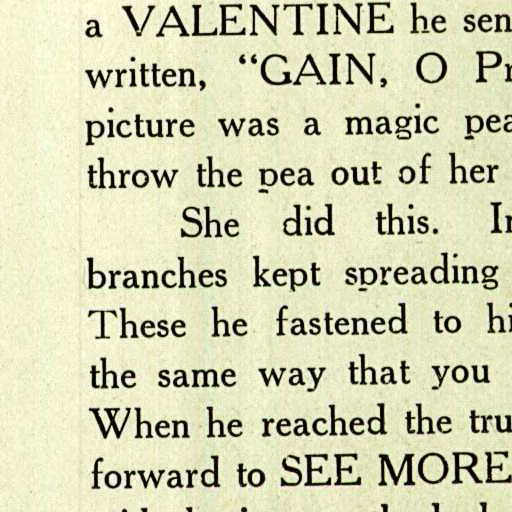 a VALENTINE he sen
written, “GAIN, O Pr
picture was a magic pea
throw the pea out of her
She did this. In
branches kept spreading
These he fastened to hi
the same way that you
When he reached the tru
forward to SEE MORE